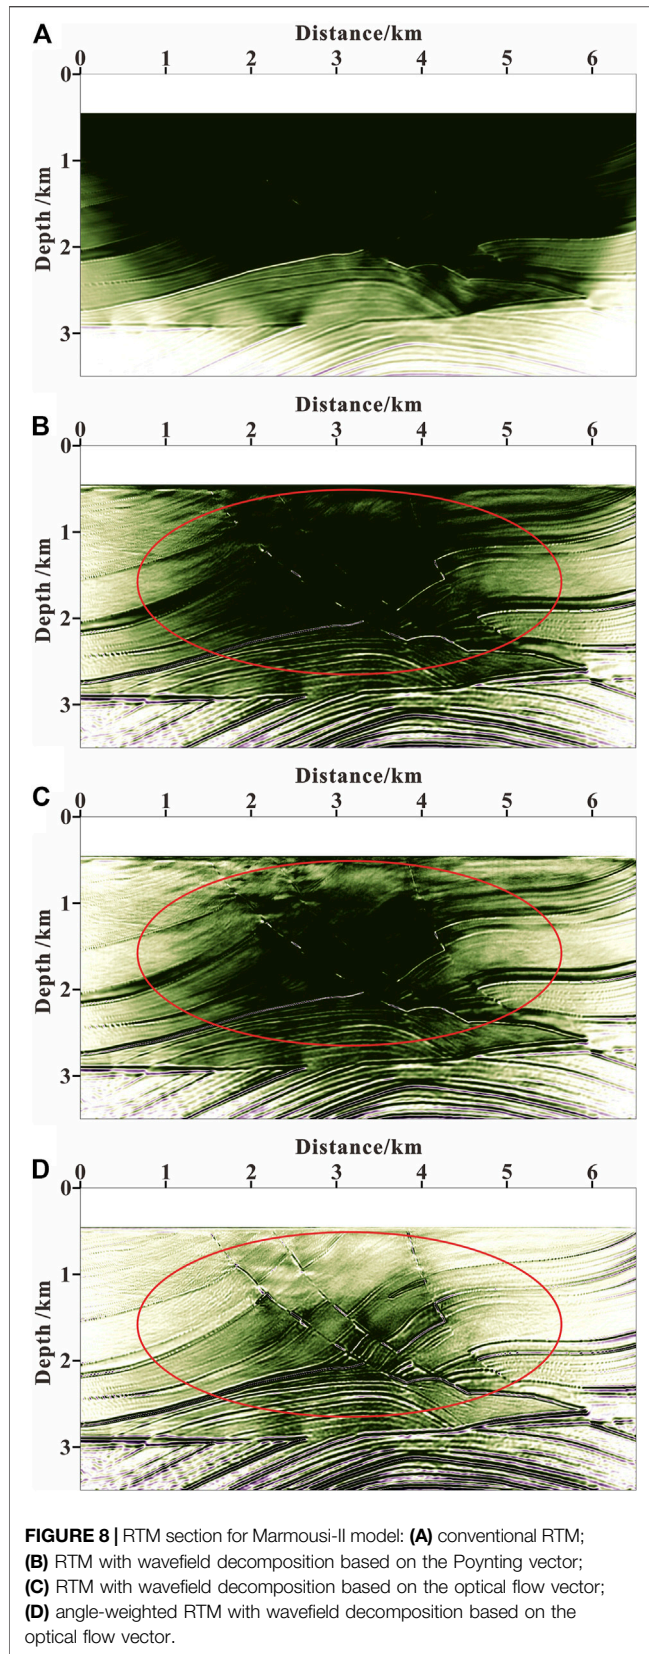 A
Distance/km
0 1 2 3 4 5 6
0
1
2
3
Depth /km
B
Distance/km
0 1 2 3 4 5 6
0
1
2
3
Depth /km
C
Distance/km
0 1 2 3 4 5 6
0
1
2
3
Depth /km
D
Distance/km
0 1 2 3 4 5 6
0
1
2
3
Depth /km
FIGURE 8 | RTM section for Marmousi-II model: (A) conventional RTM;
(B) RTM with wavefield decomposition based on the Poynting vector;
(C) RTM with wavefield decomposition based on the optical flow vector;
(D) angle-weighted RTM with wavefield decomposition based on the
optical flow vector.